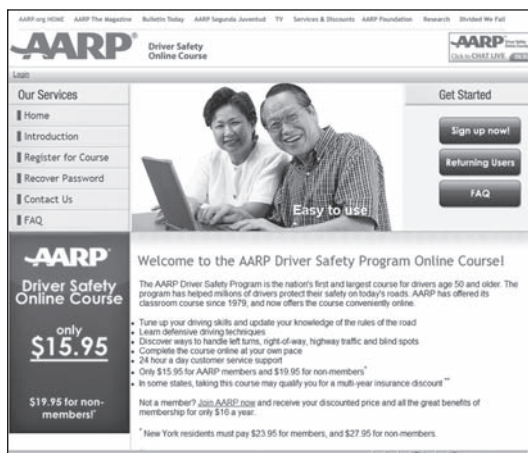 AARP.org HOME AARP The Magazine Bulletin Today AARP Segunda Juventud TV Services & Discounts AARP Foundation Research Divided We Fail
AARP®
Driver Safety
Online Course
AARP
Click to CHAT LIVE
Login
Our Services
Home
Introduction
Register for Course
Recover Password
Contact Us
FAQ
Easy to use
Get Started
Sign up now!
Returning Users
FAQ
AARP®
Driver Safety
Online Course
only
$15.95
$19.95 for non-
members!*
Welcome to the AARP Driver Safety Program Online Course!
The AARP Driver Safety Program is the nation's first and largest course for drivers age 50 and older. The
program has helped millions of drivers protect their safety on today's roads. AARP has offered its
classroom course since 1979, and now offers the course conveniently online.
• Tune up your driving skills and update your knowledge of the rules of the road
• Learn defensive driving techniques
• Discover ways to handle left turns, right-of-way, highway traffic and blind spots
• Complete the course online at your own pace
• 24 hour a day customer service support
• Only $15.95 for AARP members and $19.95 for non-members*
• In some states, taking this course may qualify you for a multi-year insurance discount **
Not a member? Join AARP now and receive your discounted price and all the great benefits of
membership for only $16 a year.
* New York residents must pay $23.95 for members, and $27.95 for non-members.